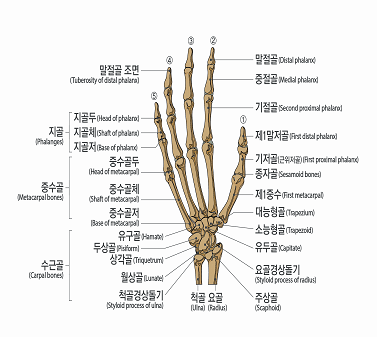 ③
②
④
⑤
①
말절골 조면
(Tuberosity of distal phalanx)
지골두 (Head of phalanx)
지골체 (Shaft of phalanx)
지골저 (Base of phalanx)
지골
(Phalanges)
중수골두
(Head of metacarpal)
중수골체
(Shaft of metacarpal)
중수골저
(Base of metacarpal)
중수골
(Metacarpal bones)
유구골 (Hamate)
두상골 (Pisiform)
삼각골 (Triquetrum)
월상골 (Lunate)
척골경상돌기
(Styloid process of ulna)
수근골
(Carpal bones)
말절골 (Distal phalanx)
중절골 (Medial phalanx)
기절골 (Second proximal phalanx)
제1말저골 (First distal phalanx)
기저골 (근위지골) (First proximal phalanx)
종자골 (Sesamoid bones)
제1중수 (First metacarpal)
대능형골 (Trapezium)
소능형골 (Trapezoid)
유두골 (Capitate)
요골경상돌기
(Styloid process of radius)
주상골
(Scaphoid)
척골
(Ulna)
요골
(Radius)